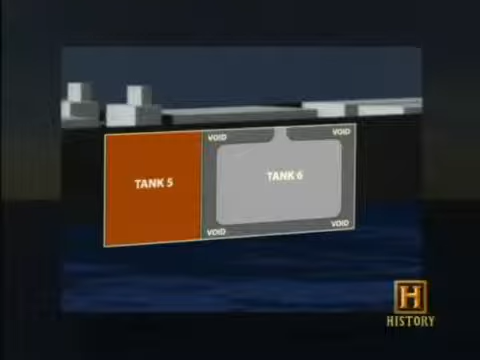 VOID
VOID
TANK 5
TANK 6
VOID
VOID
H
HISTORY